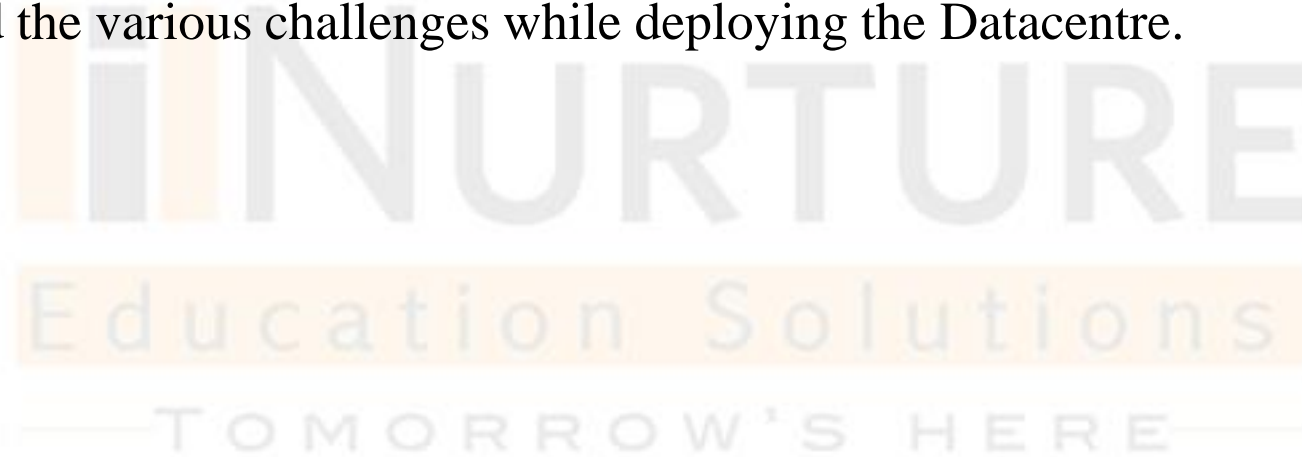 the various challenges while deploying the Datacentre.
iNURTURE
Education Solutions
TOMORROW'S HERE